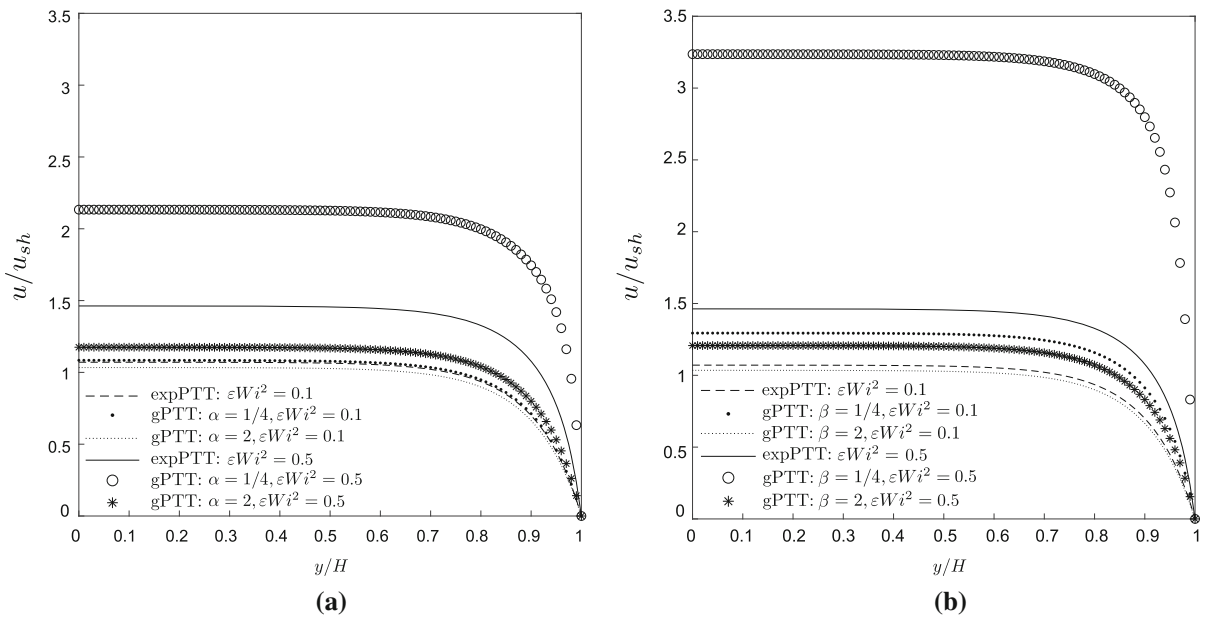 3.5
3
2.5
2
1.5
1
0.5
0
u/u_{sh}
expPTT: εWi² = 0.1
gPTT: α = 1/4, εWi² = 0.1
gPTT: α = 2, εWi² = 0.1
expPTT: εWi² = 0.5
gPTT: α = 1/4, εWi² = 0.5
gPTT: α = 2, εWi² = 0.5
0 0.1 0.2 0.3 0.4 0.5 0.6 0.7 0.8 0.9 1
y/H
(a)
3.5
3
2.5
2
1.5
1
0.5
0
u/u_{sh}
expPTT: εWi² = 0.1
gPTT: β = 1/4, εWi² = 0.1
gPTT: β = 2, εWi² = 0.1
expPTT: εWi² = 0.5
gPTT: β = 1/4, εWi² = 0.5
gPTT: β = 2, εWi² = 0.5
0 0.1 0.2 0.3 0.4 0.5 0.6 0.7 0.8 0.9 1
y/H
(b)